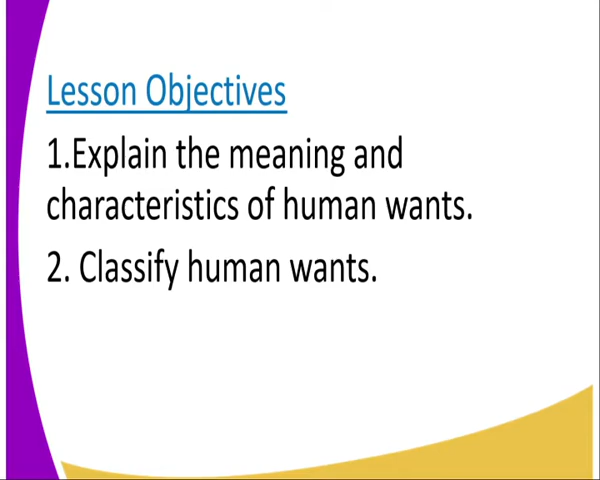 Lesson Objectives
1.Explain the meaning and
characteristics of human wants.
2. Classify human wants.